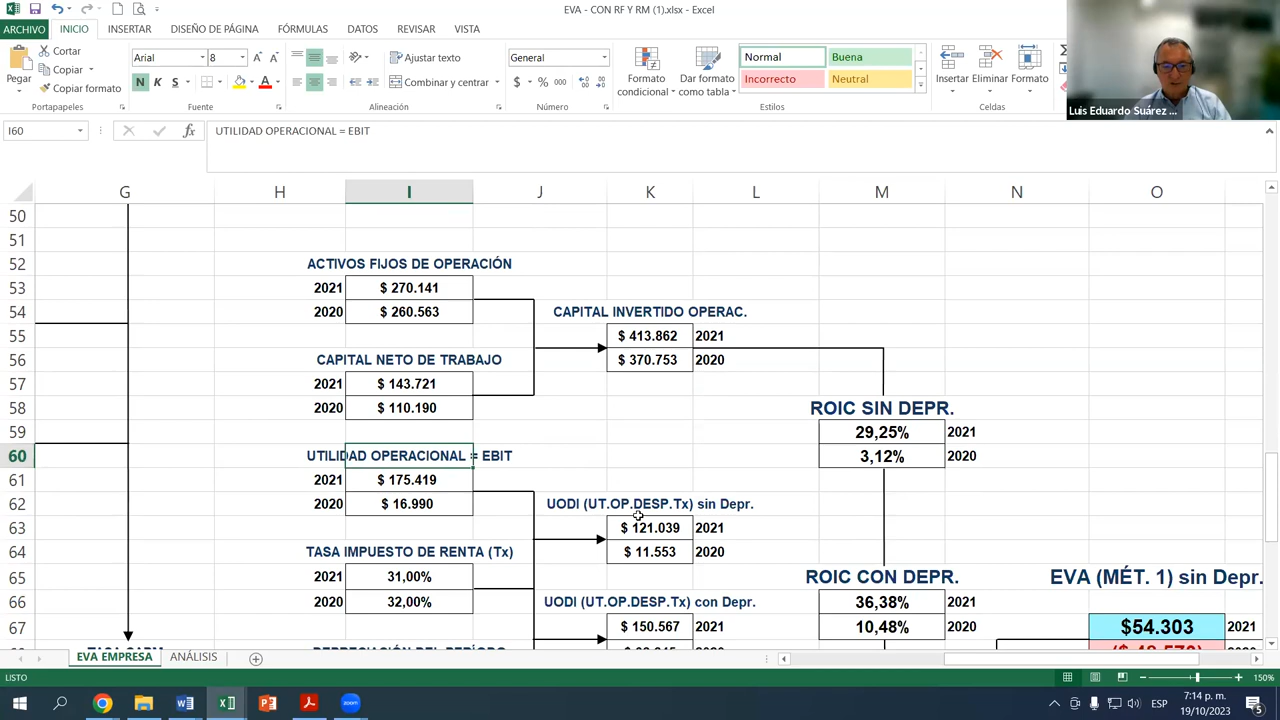 EVA - CON RF Y RM (1).xlsx - Excel
ARCHIVO INICIO INSERTAR DISEÑO DE PÁGINA FÓRMULAS DATOS REVISAR VISTA
Pegar
Cortar
Copiar
Copiar formato
Portapapeles
Arial 8
N K S
Fuente
Ajustar texto
Combinar y centrar
Alineación
General
$ % 000
Número
Formato condicional
Dar formato como tabla
Normal Buena
Incorrecto Neutral
Estilos
Insertar Eliminar Formato
Celdas
Luis Eduardo Suárez ...
I60 fx UTILIDAD OPERACIONAL = EBIT
G H I J K L M N O
50
51
52 ACTIVOS FIJOS DE OPERACIÓN
53 2021 $ 270.141
54 2020 $ 260.563 CAPITAL INVERTIDO OPERAC.
55 $ 413.862 2021
56 CAPITAL NETO DE TRABAJO $ 370.753 2020
57 2021 $ 143.721
58 2020 $ 110.190 ROIC SIN DEPR.
59 29,25% 2021
60 UTILIDAD OPERACIONAL = EBIT 3,12% 2020
61 2021 $ 175.419
62 2020 $ 16.990 UODI (UT.OP.DESP.Tx) sin Depr.
63 $ 121.039 2021
64 TASA IMPUESTO DE RENTA (Tx) $ 11.553 2020
65 2021 31,00% ROIC CON DEPR. EVA (MÉT. 1) sin Depr.
66 2020 32,00% UODI (UT.OP.DESP.Tx) con Depr. 36,38% 2021
67 $ 150.567 2021 10,48% 2020 $54.303 2021
EVA EMPRESA ANÁLISIS
LISTO 150%
ESP
7:14 p. m.
19/10/2023
5